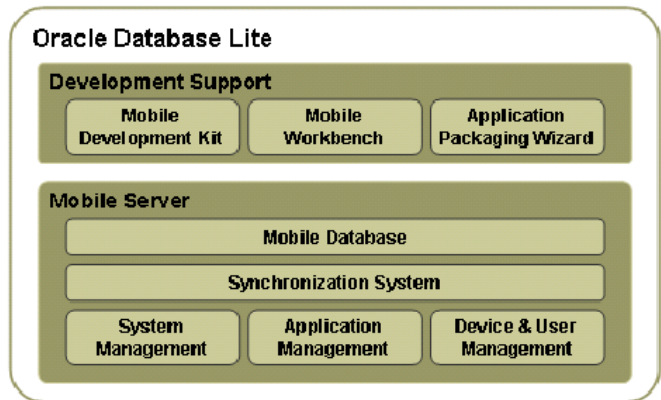 Oracle Database Lite
Development Support
Mobile
Development Kit
Mobile
Workbench
Application
Packaging Wizard
Mobile Server
Mobile Database
Synchronization System
System
Management
Application
Management
Device & User
Management